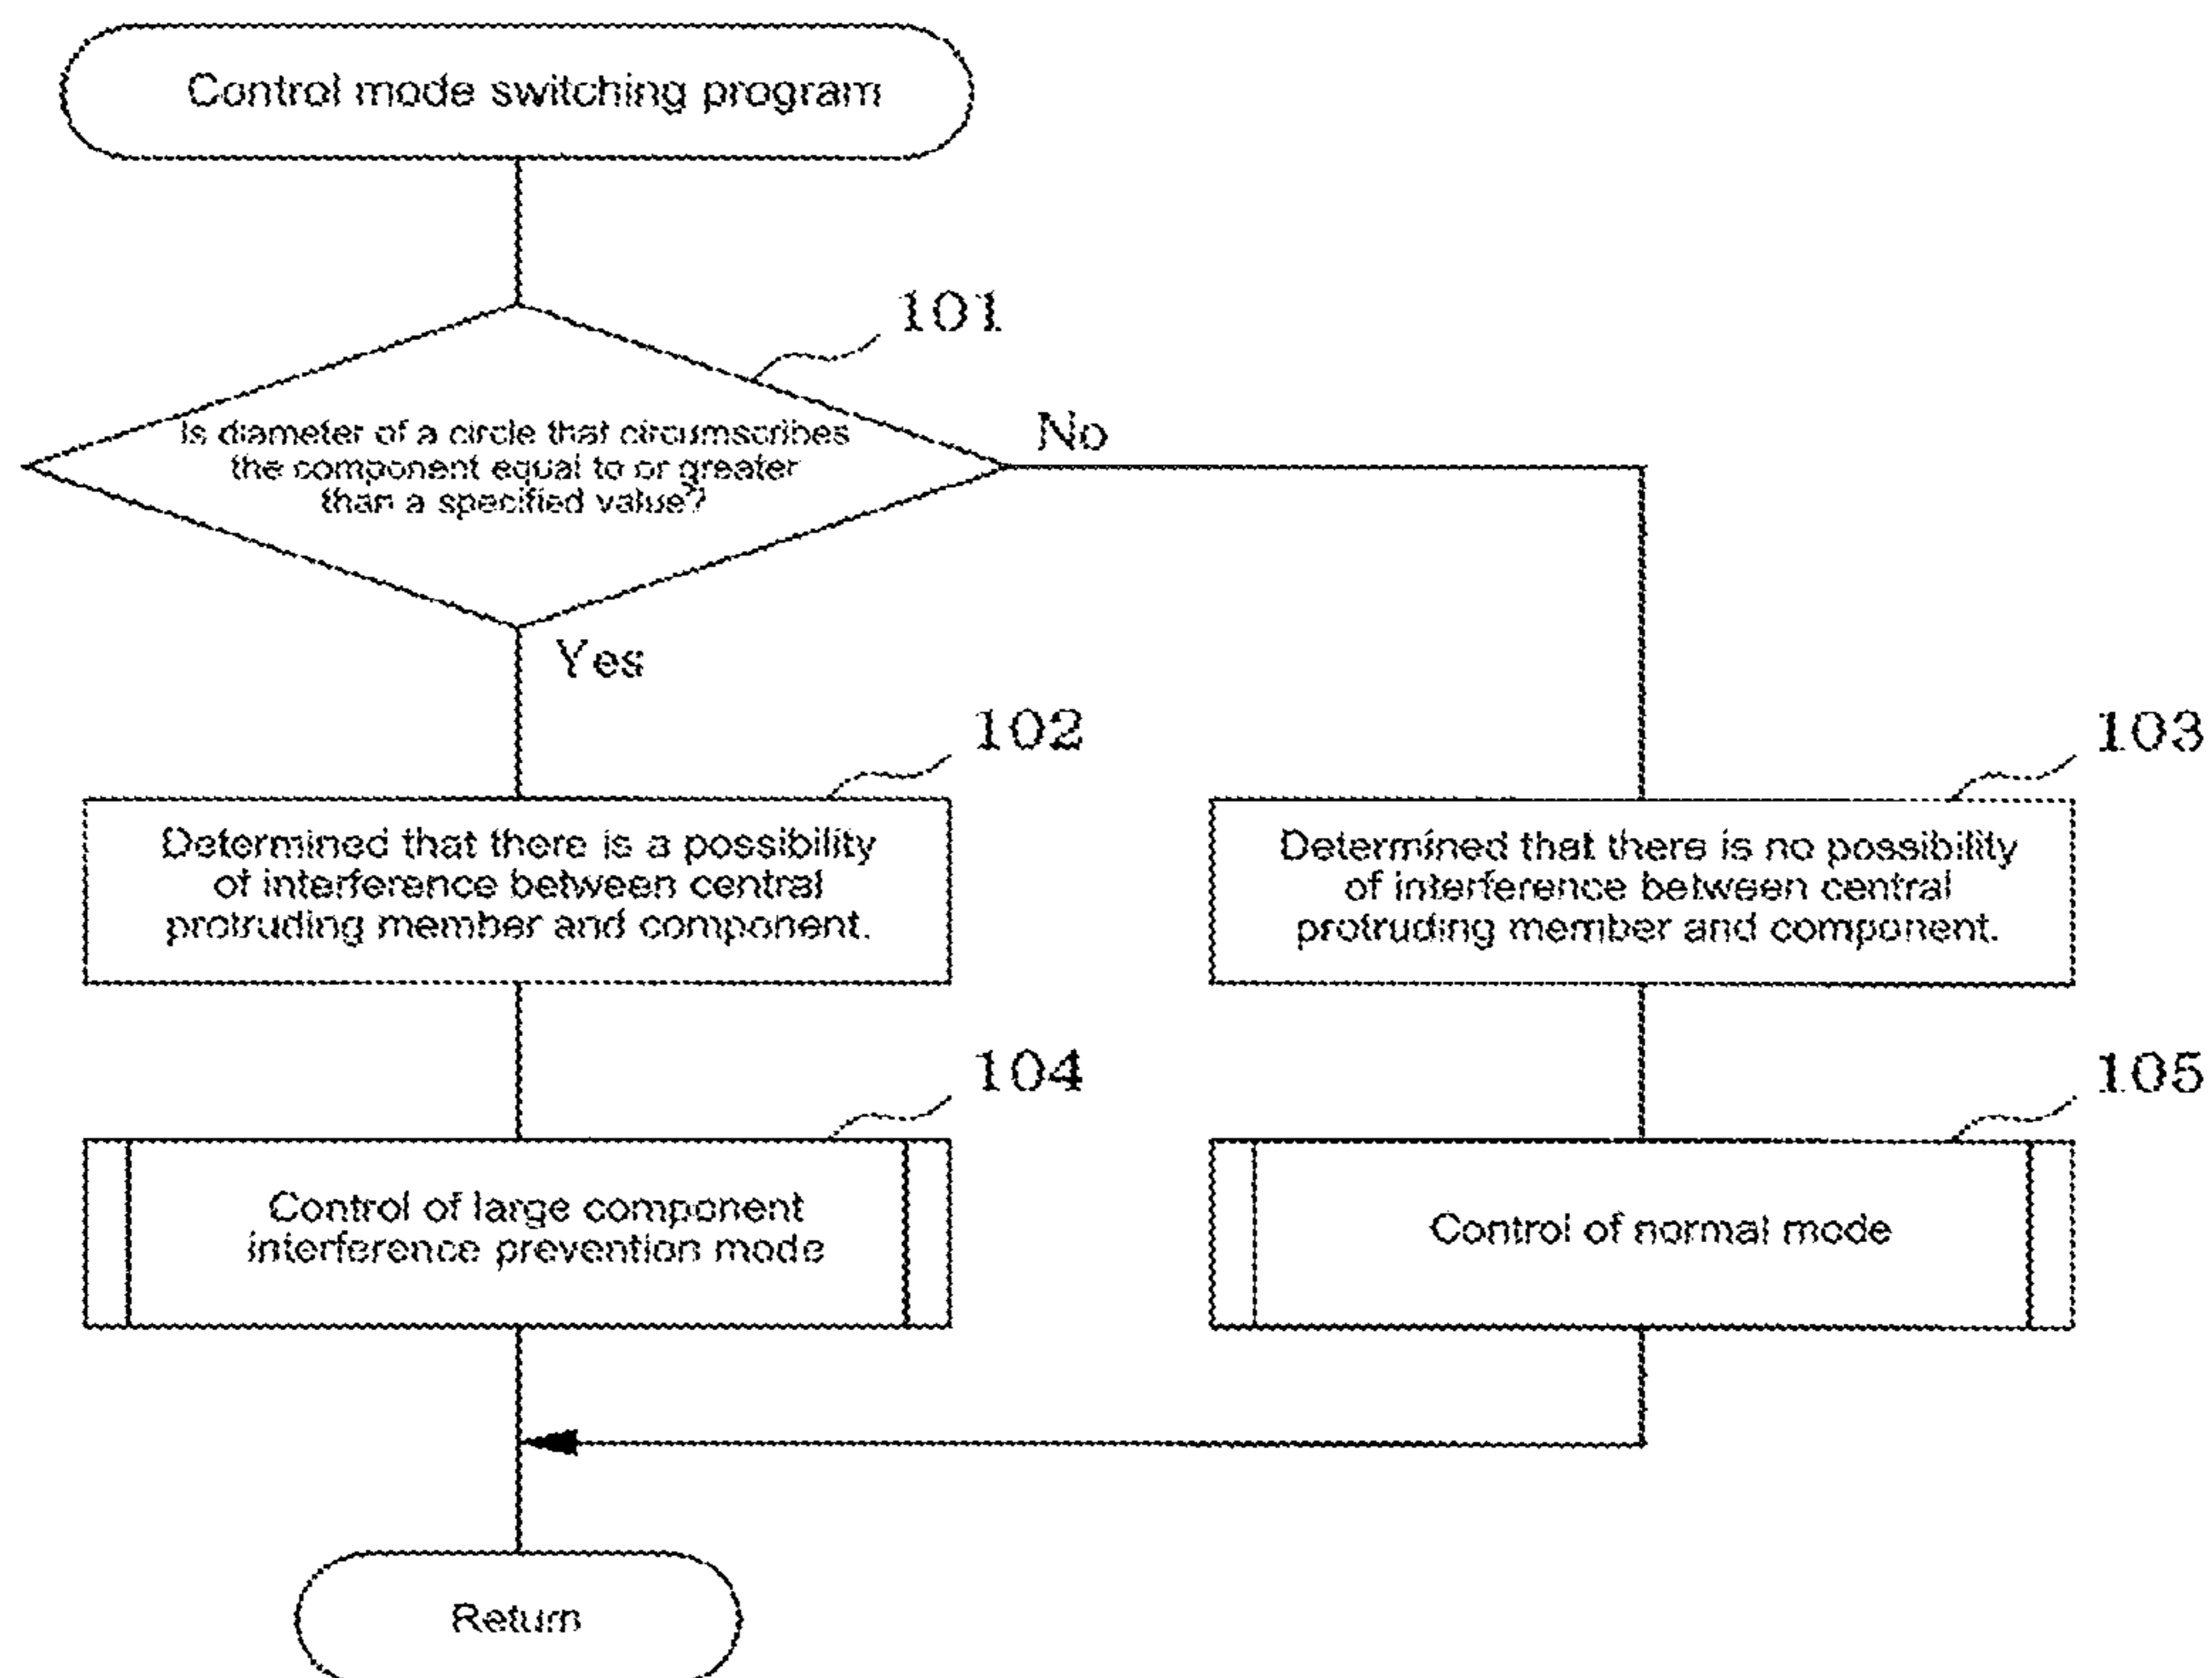 Control mode switching program
101
Is diameter of a circle that circumscribes
the component equal to or greater
than a specified value?
No
Yes
102
Determined that there is a possibility
of interference between central
protruding member and component.
103
Determined that there is no possibility
of interference between central
protruding member and component.
104
Control of large component
interference prevention mode
105
Control of normal mode
Return